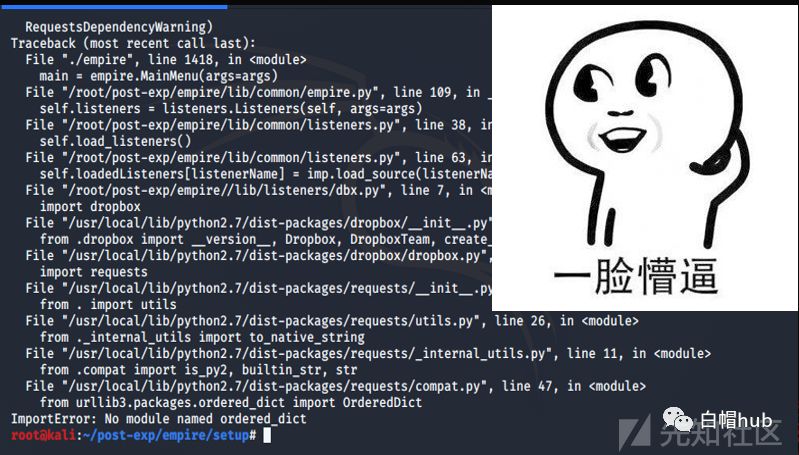 RequestsDependencyWarning)
Traceback (most recent call last):
File "./empire", line 1418, in <module>
main = empire.MainMenu(args=args)
File "/root/post-exp/empire/lib/common/empire.py", line 109, in _
self.listeners = listeners.Listeners(self, args=args)
File "/root/post-exp/empire/lib/common/listeners.py", line 38, in
self.load_listeners()
File "/root/post-exp/empire/lib/common/listeners.py", line 63, in
self.loadedListeners[listenerName] = imp.load_source(listenerNa
File "/root/post-exp/empire//lib/listeners/dbx.py", line 7, in <m
import dropbox
File "/usr/local/lib/python2.7/dist-packages/dropbox/__init__.py"
from .dropbox import __version__, Dropbox, DropboxTeam, create_
File "/usr/local/lib/python2.7/dist-packages/dropbox/dropbox.py",
import requests
File "/usr/local/lib/python2.7/dist-packages/requests/__init__.py
from . import utils
File "/usr/local/lib/python2.7/dist-packages/requests/utils.py", line 26, in <module>
from ._internal_utils import to_native_string
File "/usr/local/lib/python2.7/dist-packages/requests/_internal_utils.py", line 11, in <module>
from .compat import is_py2, builtin_str, str
File "/usr/local/lib/python2.7/dist-packages/requests/compat.py", line 47, in <module>
from urllib3.packages.ordered_dict import OrderedDict
ImportError: No module named ordered_dict
root@kali:~/post-exp/empire/setup#
一脸懵逼
白帽hub
先知社区